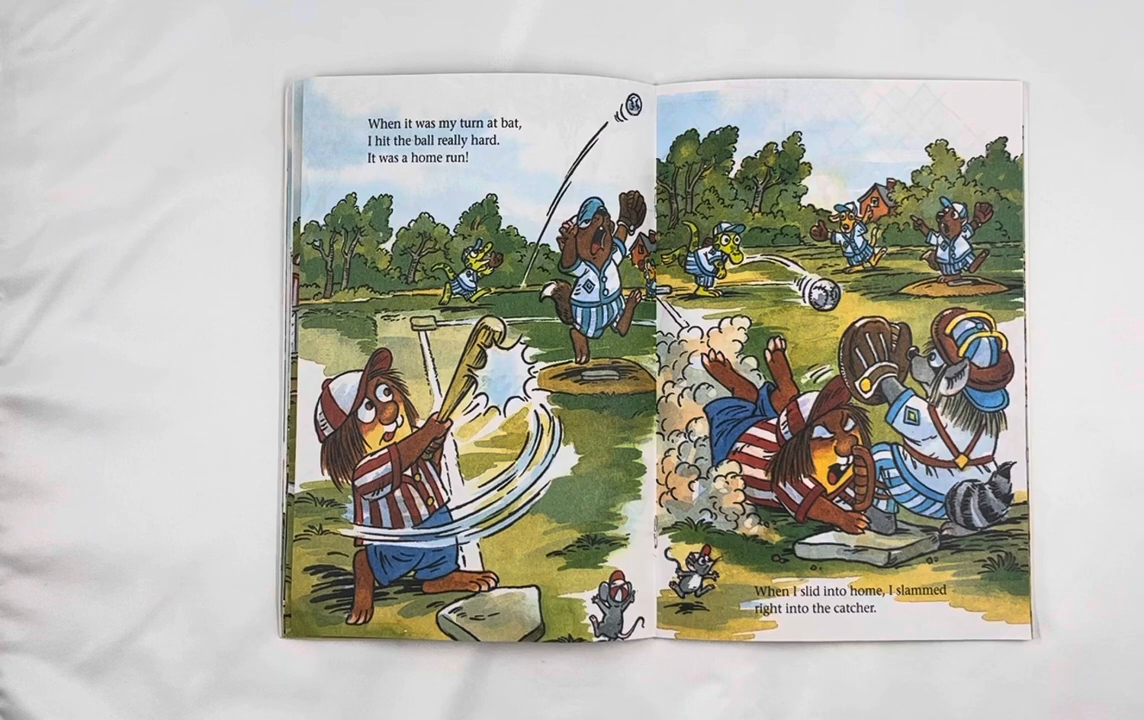 When it was my turn at bat,
I hit the ball really hard.
It was a home run!
When I slid into home, I slammed
right into the catcher.